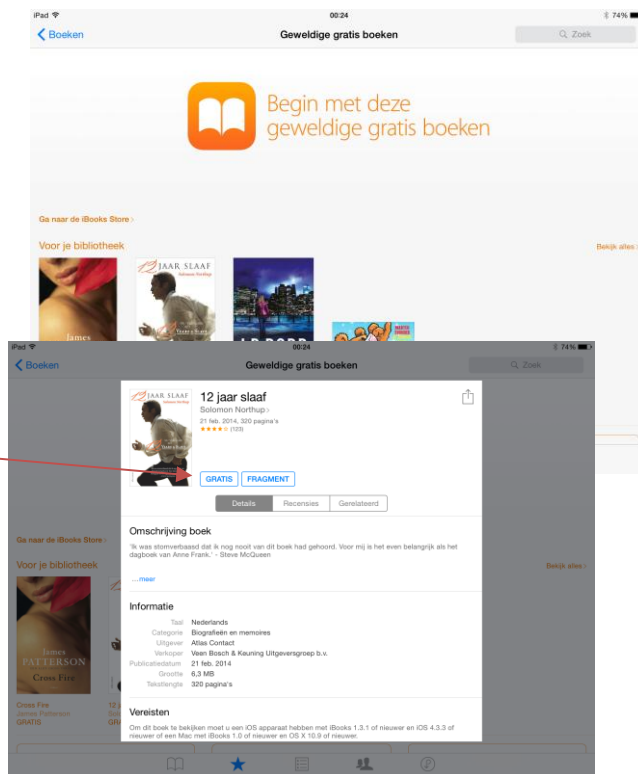 iPad 00:24 74%
Boeken Geweldige gratis boeken Zoek
Begin met deze
geweldige gratis boeken
Ga naar de iBooks Store >
Voor je bibliotheek Bekijk alles >
12 JAAR SLAAF
Solomon Northup
James
iPad 00:24 74%
Boeken Geweldige gratis boeken Zoek
12 JAAR SLAAF
12 jaar slaaf
Solomon Northup >
21 feb. 2014, 320 pagina's
★★★★☆ (123)
GRATIS FRAGMENT
Details Recensies Gerelateerd
Omschrijving boek
'Ik was stomverbaasd dat ik nog nooit van dit boek had gehoord. Voor mij is het even belangrijk als het
dagboek van Anne Frank.' - Steve McQueen
...meer
Ga naar de iBooks Store >
Voor je bibliotheek Bekijk alles >
Informatie
Taal Nederlands
Categorie Biografieën en memoires
Uitgever Atlas Contact
Verkoper Veen Bosch & Keuning Uitgeversgroep b.v.
Publicatiedatum 21 feb. 2014
Grootte 6,3 MB
Tekstlengte 320 pagina's
James
PATTERSON
Cross Fire
Cross Fire
James Patterson
GRATIS
Vereisten
Om dit boek te bekijken moet u een iOS apparaat hebben met iBooks 1.3.1 of nieuwer en iOS 4.3.3 of
nieuwer of een Mac met iBooks 1.0 of nieuwer en OS X 10.9 of nieuwer.